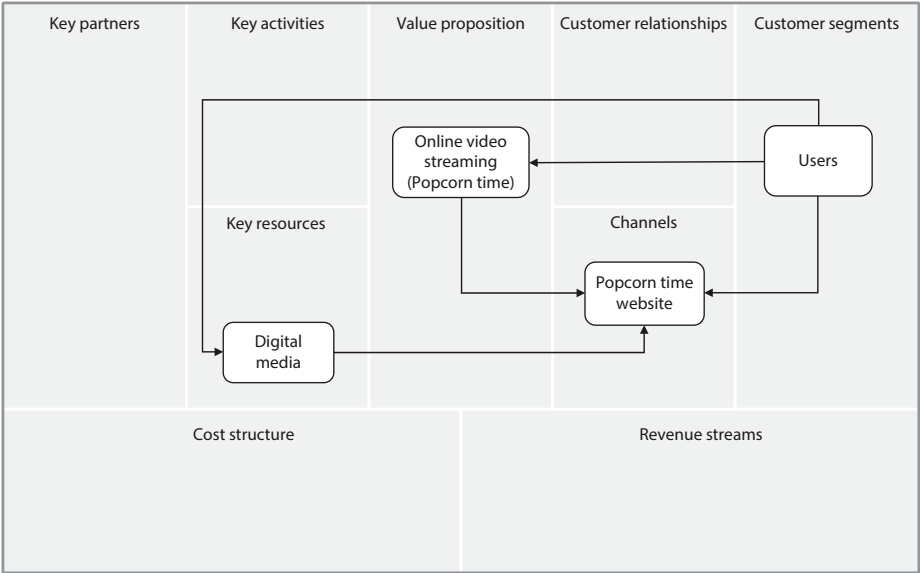 Key partners
Key activities
Value proposition
Customer relationships
Customer segments
Online video
streaming
(Popcorn time)
Users
Key resources
Channels
Popcorn time
website
Digital
media
Cost structure
Revenue streams